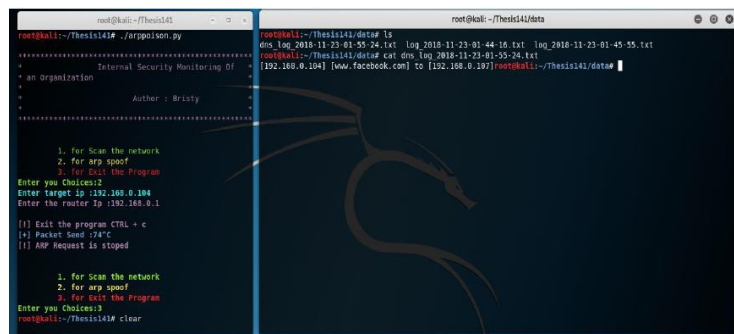 root@kali: ~/Thesis141
root@kali:~/Thesis141# ./arppoison.py
****************************************************
* Internal Security Monitoring Of *
* an Organization *
* *
* Author : Bristy *
* *
****************************************************
1. for Scan the network
2. for arp spoof
3. for Exit the Program
Enter you Choices:2
Enter target ip :192.168.0.104
Enter the router Ip :192.168.0.1
[!] Exit the program CTRL + c
[+] Packet Send :74^C
[!] ARP Request is stoped
1. for Scan the network
2. for arp spoof
3. for Exit the Program
Enter you Choices:3
root@kali:~/Thesis141# clear
root@kali: ~/Thesis141/data
root@kali:~/Thesis141/data# ls
dns_log_2018-11-23-01-55-24.txt log_2018-11-23-01-44-16.txt log_2018-11-23-01-45-55.txt
root@kali:~/Thesis141/data# cat dns_log_2018-11-23-01-55-24.txt
[192.168.0.104] [www.facebook.com] to [192.168.0.107]root@kali:~/Thesis141/data#